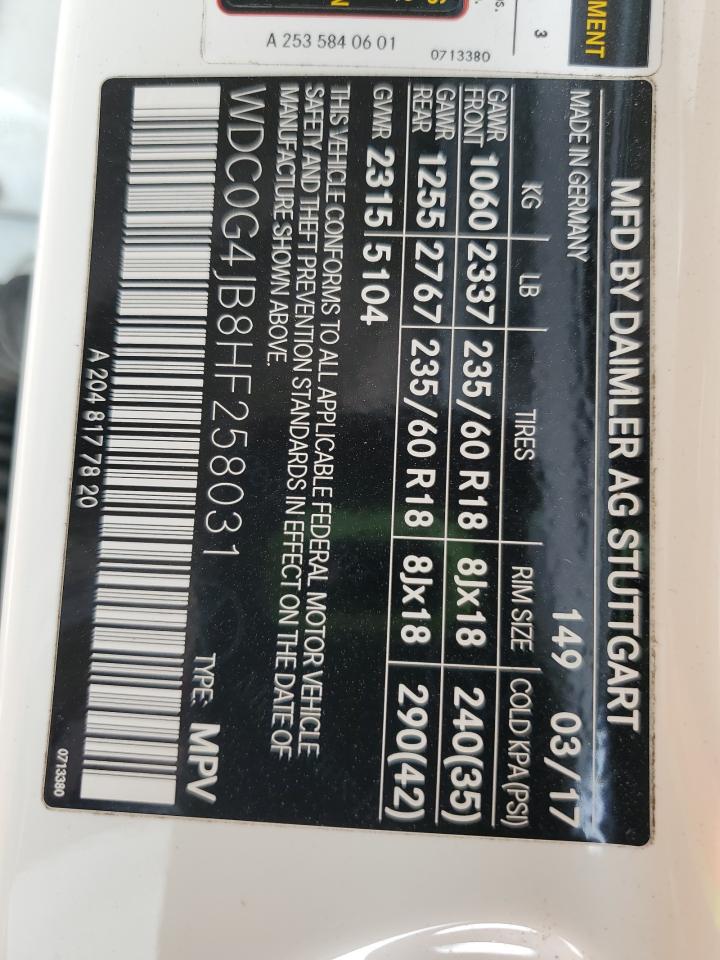 MENT
3
A 253 584 06 01
0713380
MFD BY DAIMLER AG STUTTGART
MADE IN GERMANY 149 03/17
KG LB TIRES RIM SIZE COLD KPA(PSI)
GAWR FRONT 1060 2337 235/60 R18 8Jx18 240(35)
GAWR REAR 1255 2767 235/60 R18 8Jx18 290(42)
GVWR 2315 5104
THIS VEHICLE CONFORMS TO ALL APPLICABLE FEDERAL MOTOR VEHICLE
SAFETY AND THEFT PREVENTION STANDARDS IN EFFECT ON THE DATE OF
MANUFACTURE SHOWN ABOVE.
WDC0G4JB8HF258031 TYPE: MPV
A 204 817 78 20
0713380